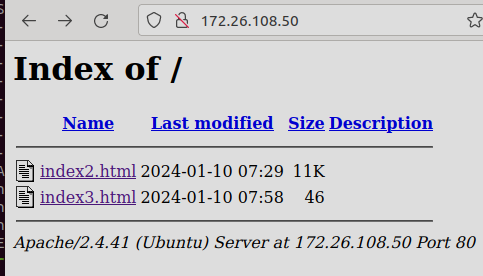 172.26.108.50
Index of /
Name Last modified Size Description
index2.html 2024-01-10 07:29 11K
index3.html 2024-01-10 07:58 46
Apache/2.4.41 (Ubuntu) Server at 172.26.108.50 Port 80